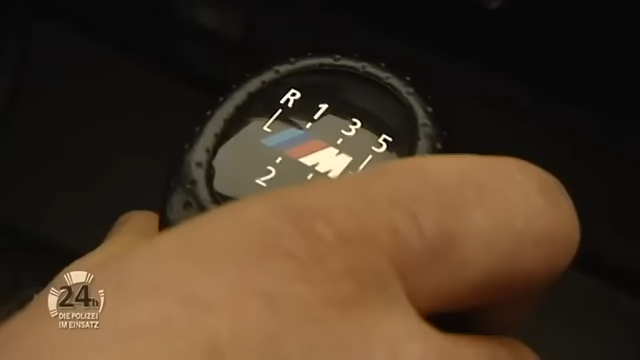 R 1 3 5
M
2
24h
DIE POLIZEI
IM EINSATZ